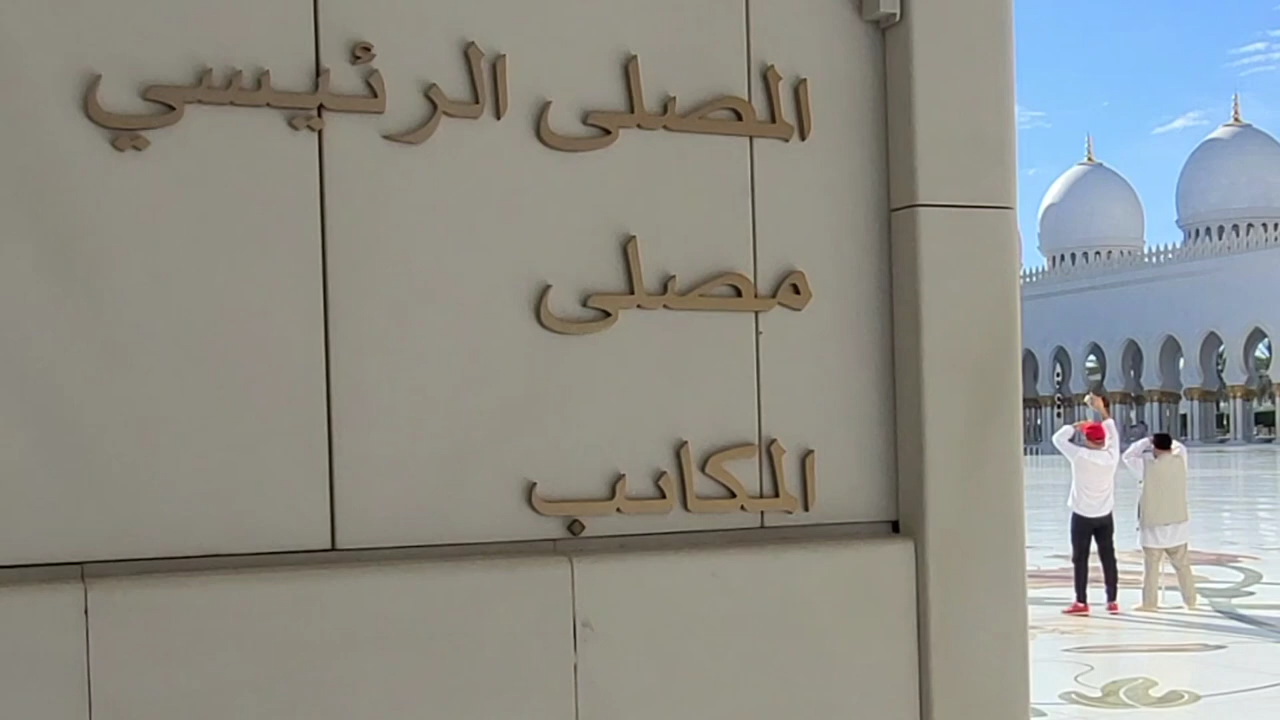 المصلى الرئيسي
مصلى
المكاتب